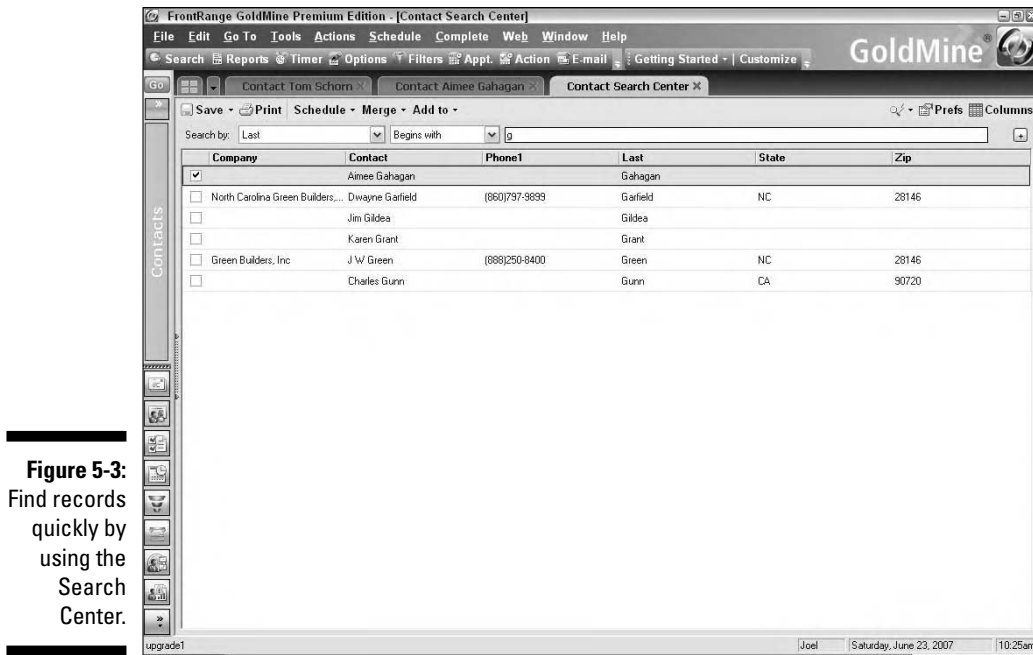 FrontRange GoldMine Premium Edition - [Contact Search Center]
File Edit Go To Tools Actions Schedule Complete Web Window Help
Search Reports Timer Options Filters Appt. Action E-mail Getting Started Customize
GoldMine®
Go Contact Tom Schorn Contact Aimee Gahagan Contact Search Center
Save Print Schedule Merge Add to Prefs Columns
Search by: Last Begins with g
Company Contact Phone1 Last State Zip
Aimee Gahagan Gahagan
North Carolina Green Builders,... Dwayne Garfield (860)797-9899 Garfield NC 28146
Jim Gildea Gildea
Karen Grant Grant
Green Builders, Inc J W Green (888)250-8400 Green NC 28146
Charles Gunn Gunn CA 90720
Contacts
upgrade1 Joel Saturday, June 23, 2007 10:25am
Figure 5-3:
Find records
quickly by
using the
Search
Center.